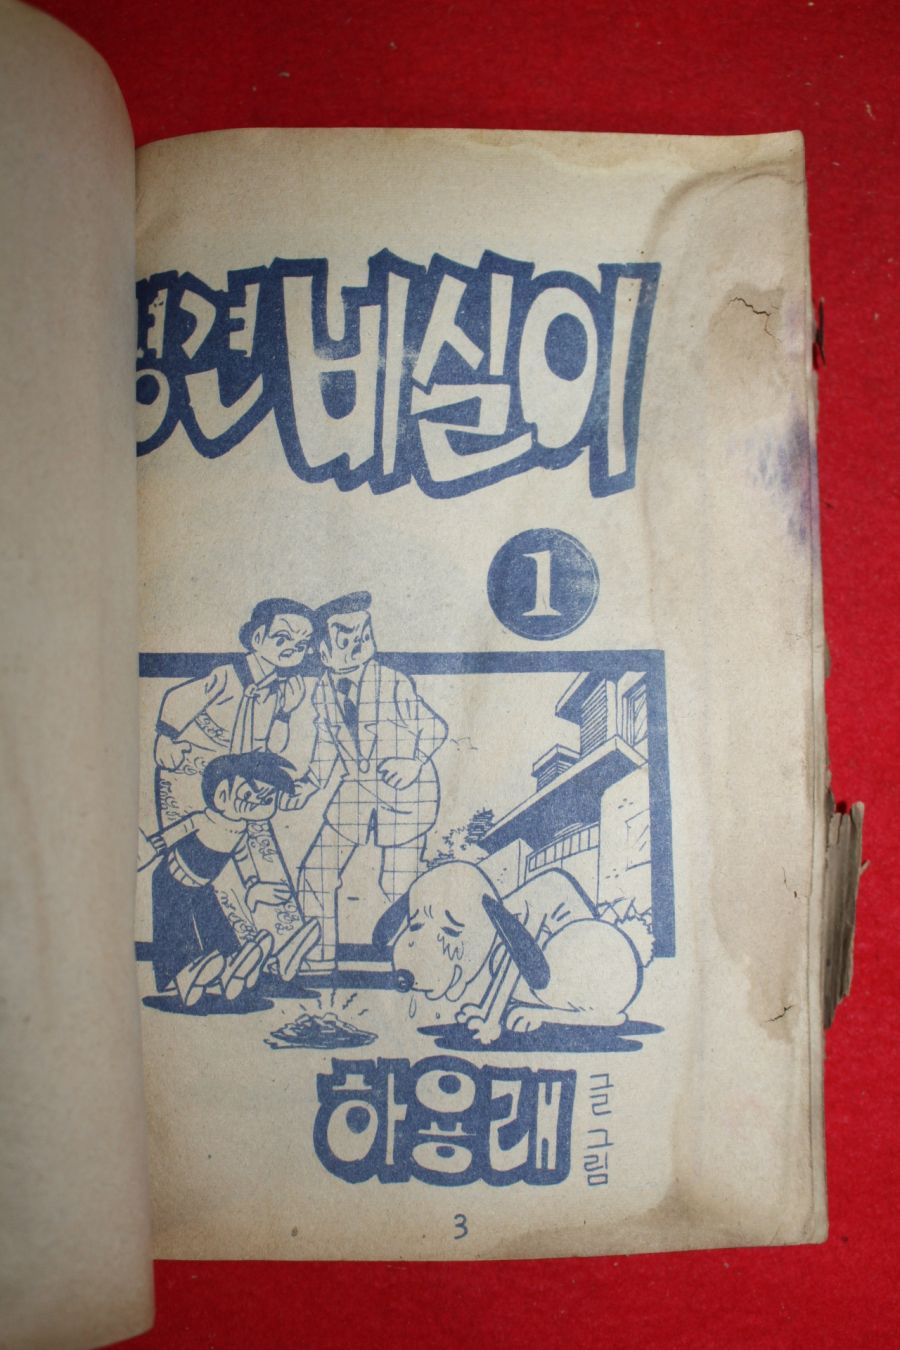 견 비실이
1
하용래
글 그림
3